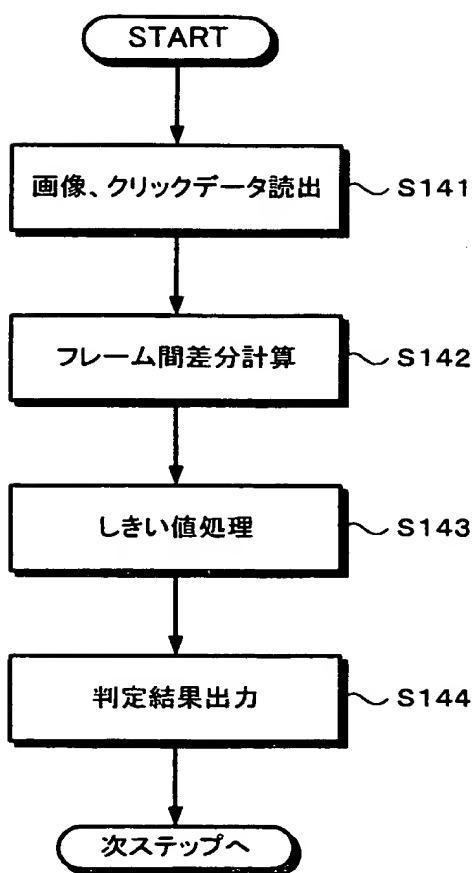 START
画像、クリックデータ読出 S141
フレーム間差分計算 S142
しきい値処理 S143
判定結果出力 S144
次ステップへ